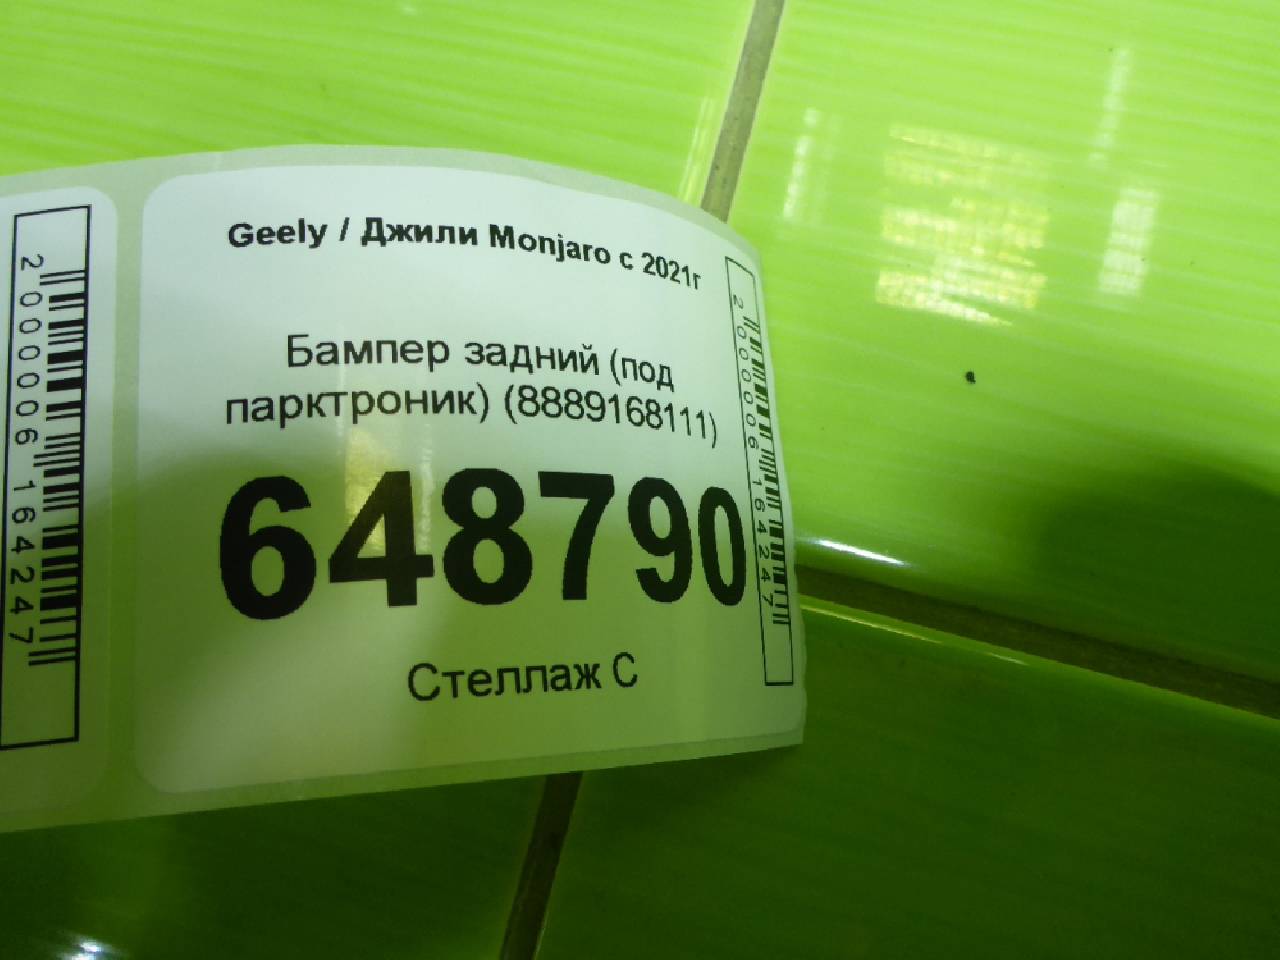 2000006164247
Geely / Джили Monjaro с 2021г
Бампер задний (под
парктроник) (8889168111)
648790
Стеллаж С
2000006164247